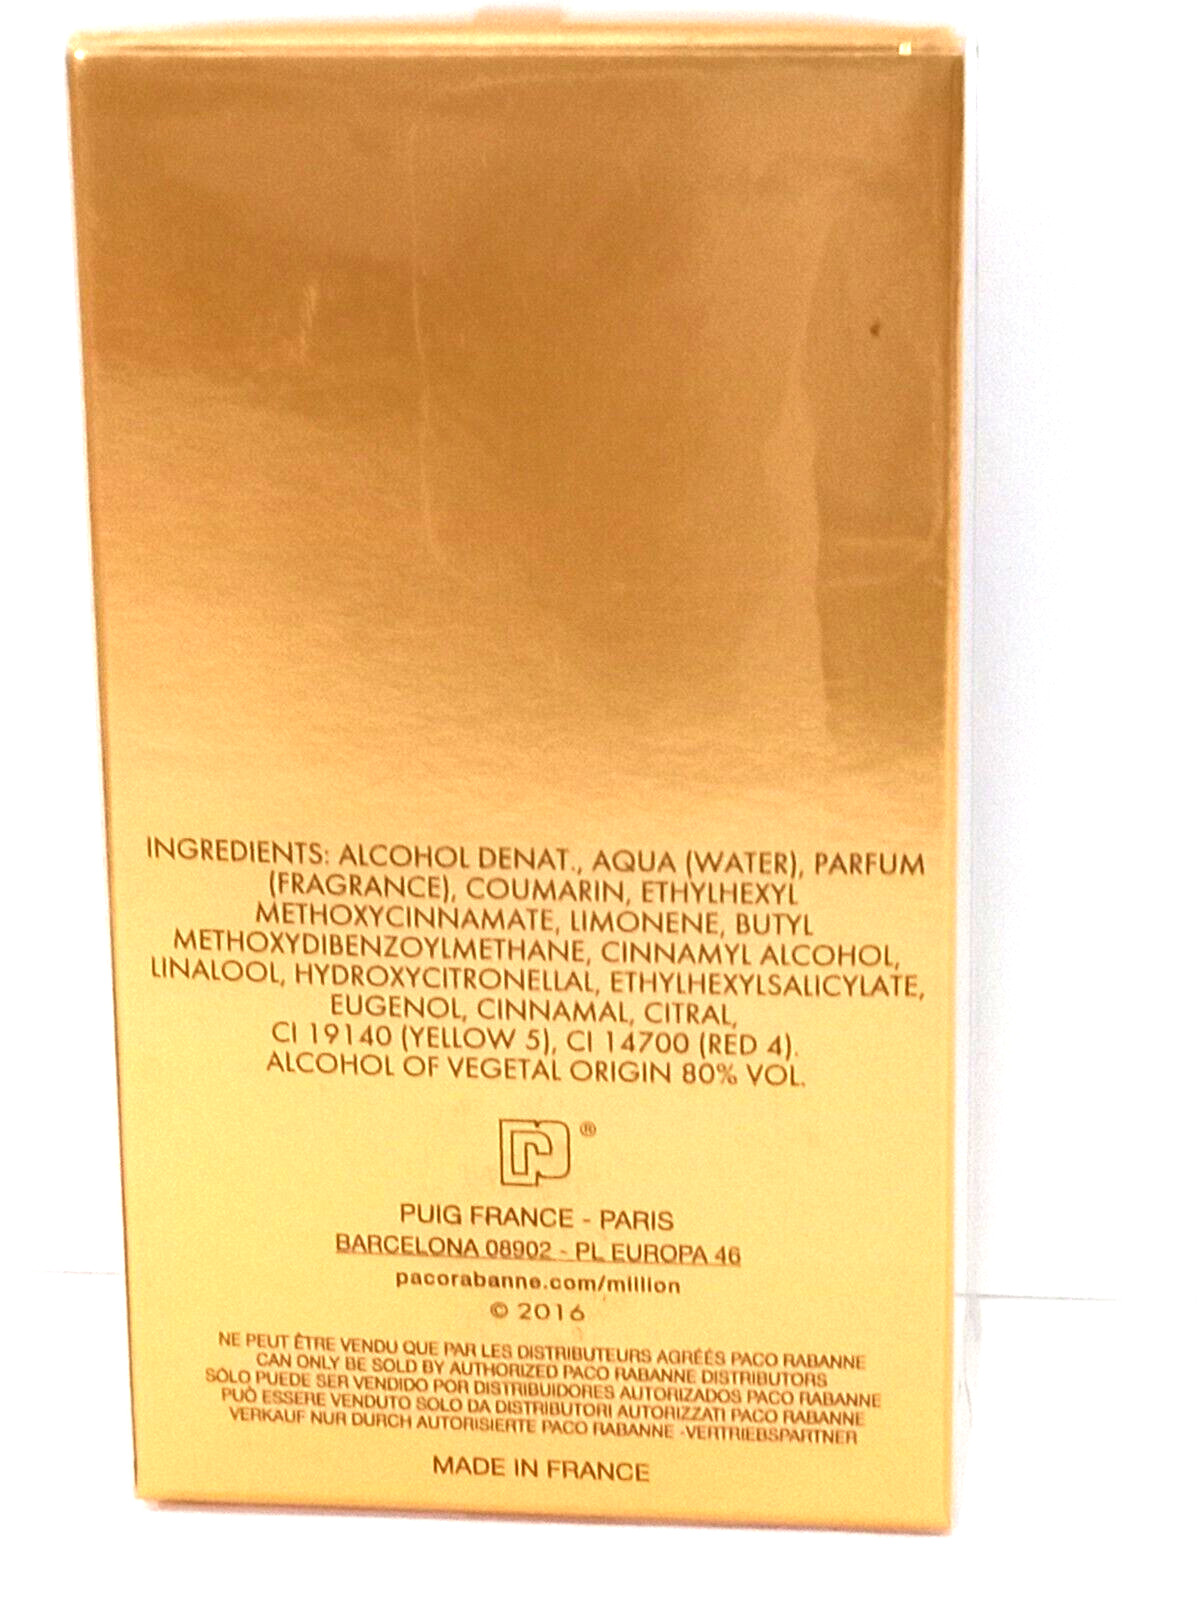 INGREDIENTS: ALCOHOL DENAT., AQUA (WATER), PARFUM
(FRAGRANCE), COUMARIN, ETHYLHEXYL
METHOXYCINNAMATE, LIMONENE, BUTYL
METHOXYDIBENZOYLMETHANE, CINNAMYL ALCOHOL,
LINALOOL, HYDROXYCITRONELLAL, ETHYLHEXYLSALICYLATE,
EUGENOL, CINNAMAL, CITRAL,
CI 19140 (YELLOW 5), CI 14700 (RED 4).
ALCOHOL OF VEGETAL ORIGIN 80% VOL.
®
PUIG FRANCE - PARIS
BARCELONA 08902 - PL EUROPA 46
pacorabanne.com/million
© 2016
NE PEUT ÊTRE VENDU QUE PAR LES DISTRIBUTEURS AGRÉÉS PACO RABANNE
CAN ONLY BE SOLD BY AUTHORIZED PACO RABANNE DISTRIBUTORS
SÓLO PUEDE SER VENDIDO POR DISTRIBUIDORES AUTORIZADOS PACO RABANNE
PUÒ ESSERE VENDUTO SOLO DA DISTRIBUTORI AUTORIZZATI PACO RABANNE
VERKAUF NUR DURCH AUTORISIERTE PACO RABANNE -VERTRIEBSPARTNER
MADE IN FRANCE